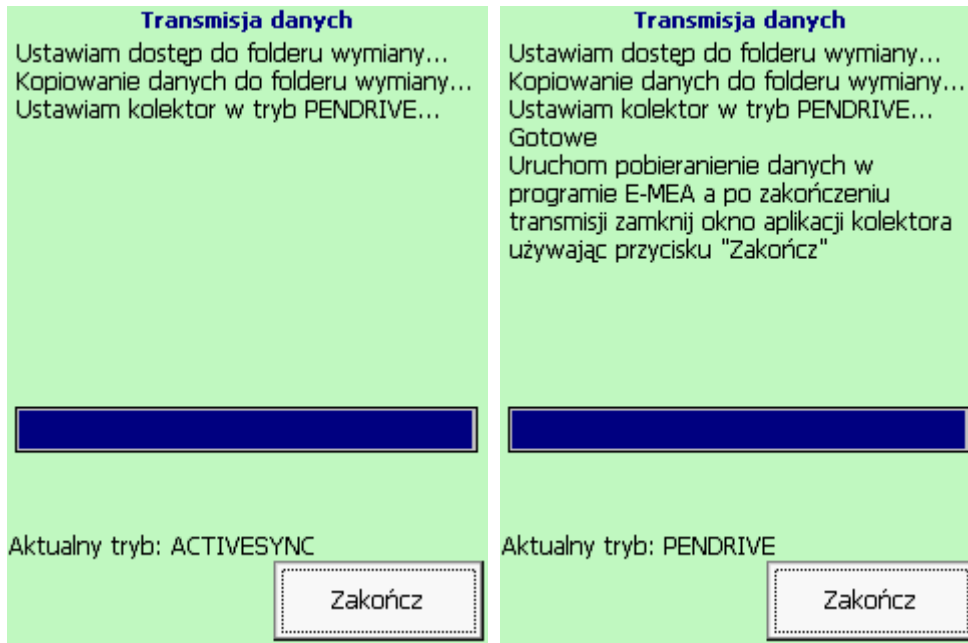 Transmisja danych
Ustawiam dostęp do folderu wymiany...
Kopiowanie danych do folderu wymiany...
Ustawiam kolektor w tryb PENDRIVE...
Aktualny tryb: ACTIVESYNC
Zakończ
Transmisja danych
Ustawiam dostęp do folderu wymiany...
Kopiowanie danych do folderu wymiany...
Ustawiam kolektor w tryb PENDRIVE...
Gotowe
Uruchom pobieranienie danych w
programie E-MEA a po zakończeniu
transmisji zamknij okno aplikacji kolektora
używając przycisku "Zakończ"
Aktualny tryb: PENDRIVE
Zakończ